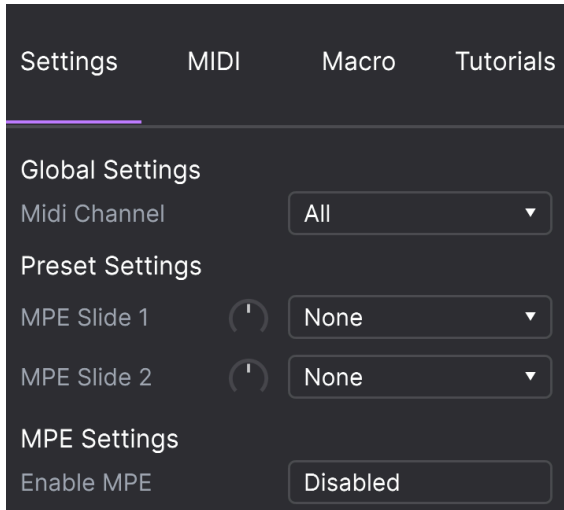 Settings MIDI Macro Tutorials
Global Settings
Midi Channel All
Preset Settings
MPE Slide 1 None
MPE Slide 2 None
MPE Settings
Enable MPE Disabled